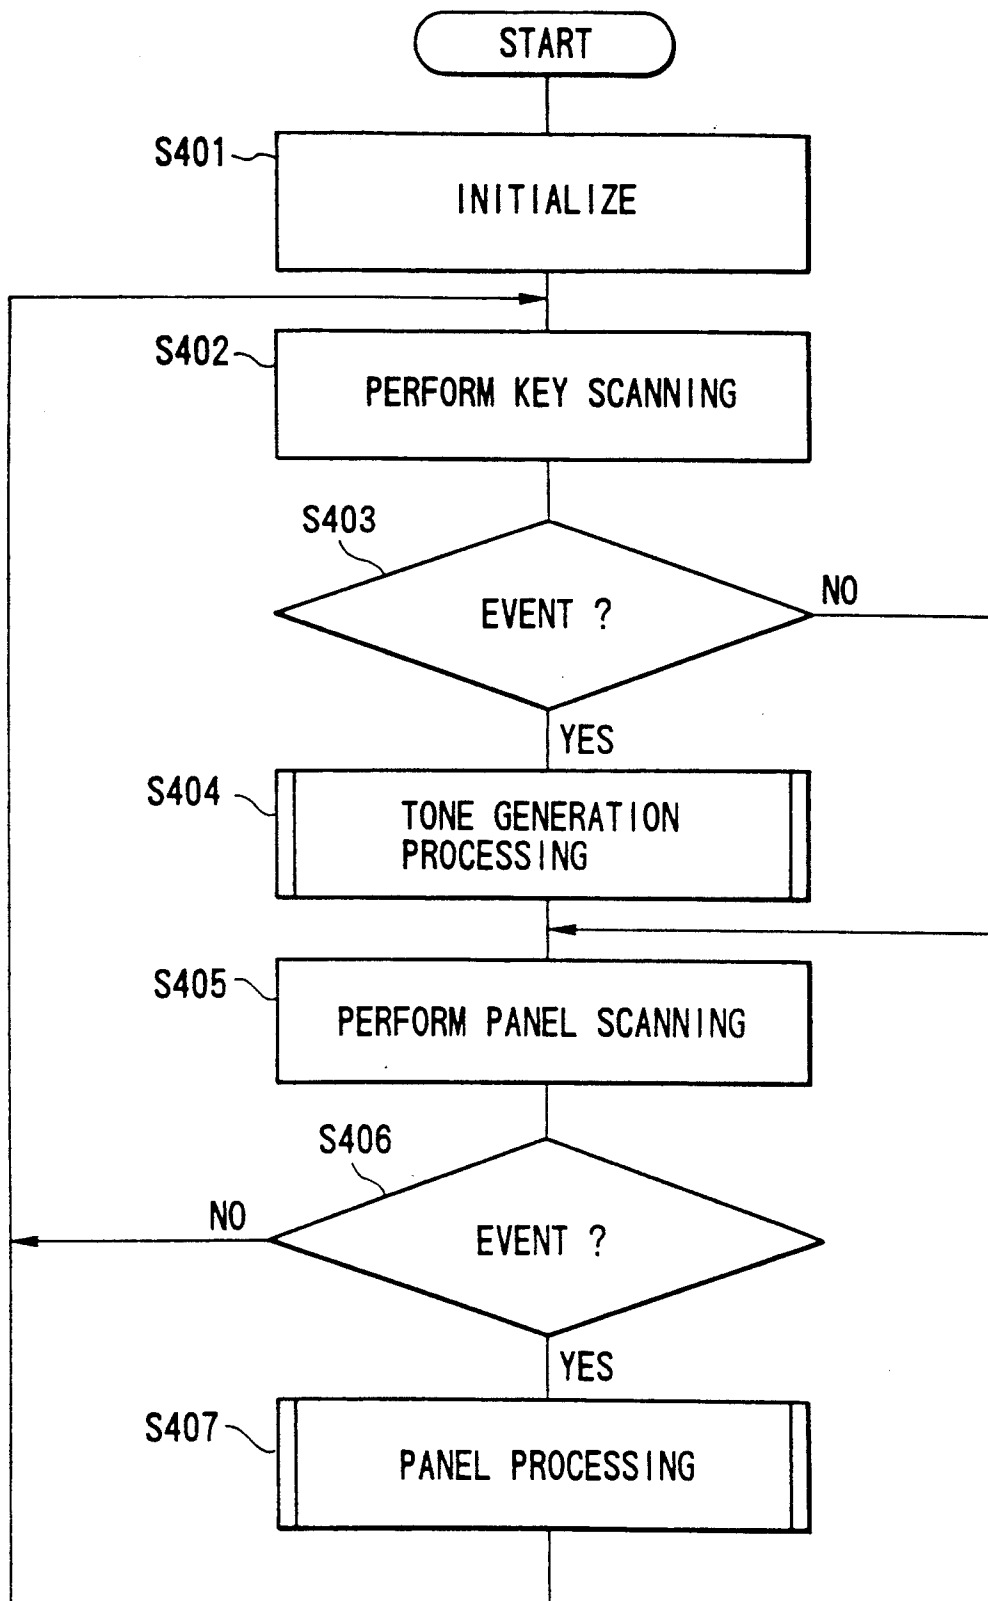 START
S401
INITIALIZE
S402
PERFORM KEY SCANNING
S403
EVENT ?
NO
YES
S404
TONE GENERATION
PROCESSING
S405
PERFORM PANEL SCANNING
S406
NO
EVENT ?
YES
S407
PANEL PROCESSING